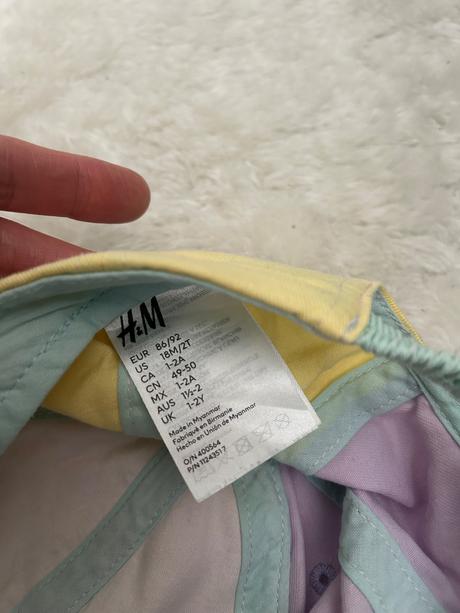 H&M
EUR 86/92
US 18M/2T
CA 1-2A
CN 49-50
MX 1-2A
AUS 1½-2
UK 1-2Y
Made in Myanmar
Fabriqué en Birmanie
Hecho en Unión de Myanmar
O/N 400564
P/N 11243517